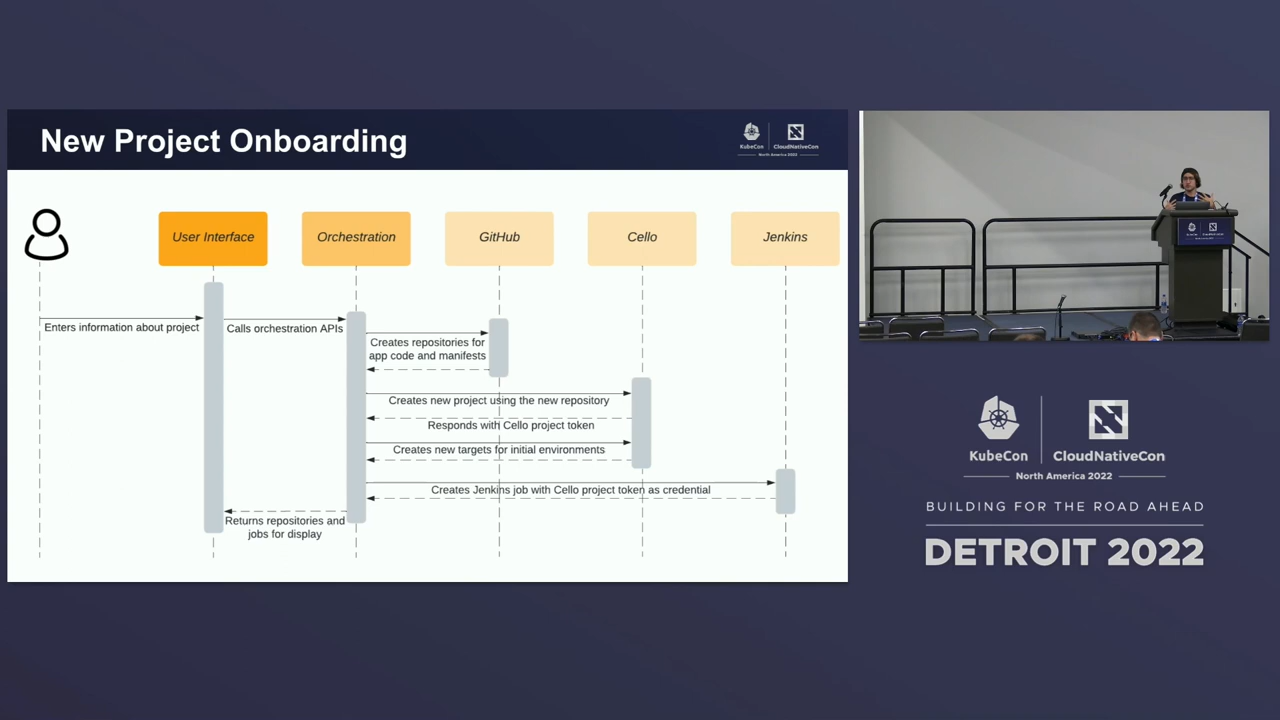 New Project Onboarding
KubeCon
CloudNativeCon
North America 2022
User Interface
Orchestration
GitHub
Cello
Jenkins
Enters information about project
Calls orchestration APIs
Creates repositories for
app code and manifests
Creates new project using the new repository
Responds with Cello project token
Creates new targets for initial environments
Creates Jenkins job with Cello project token as credential
Returns repositories and
jobs for display
KubeCon
CloudNativeCon
North America 2022
BUILDING FOR THE ROAD AHEAD
DETROIT 2022